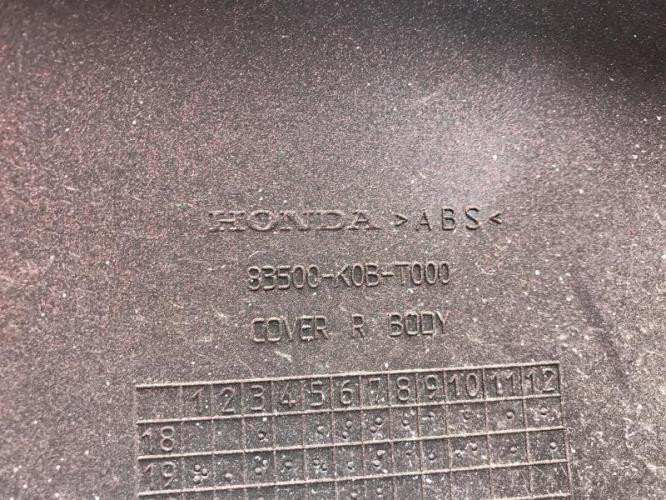 HONDA >ABS<
83500-K0B-T000
COVER R BODY
1 2 3 4 5 6 7 8 9 10 11 12
18
19